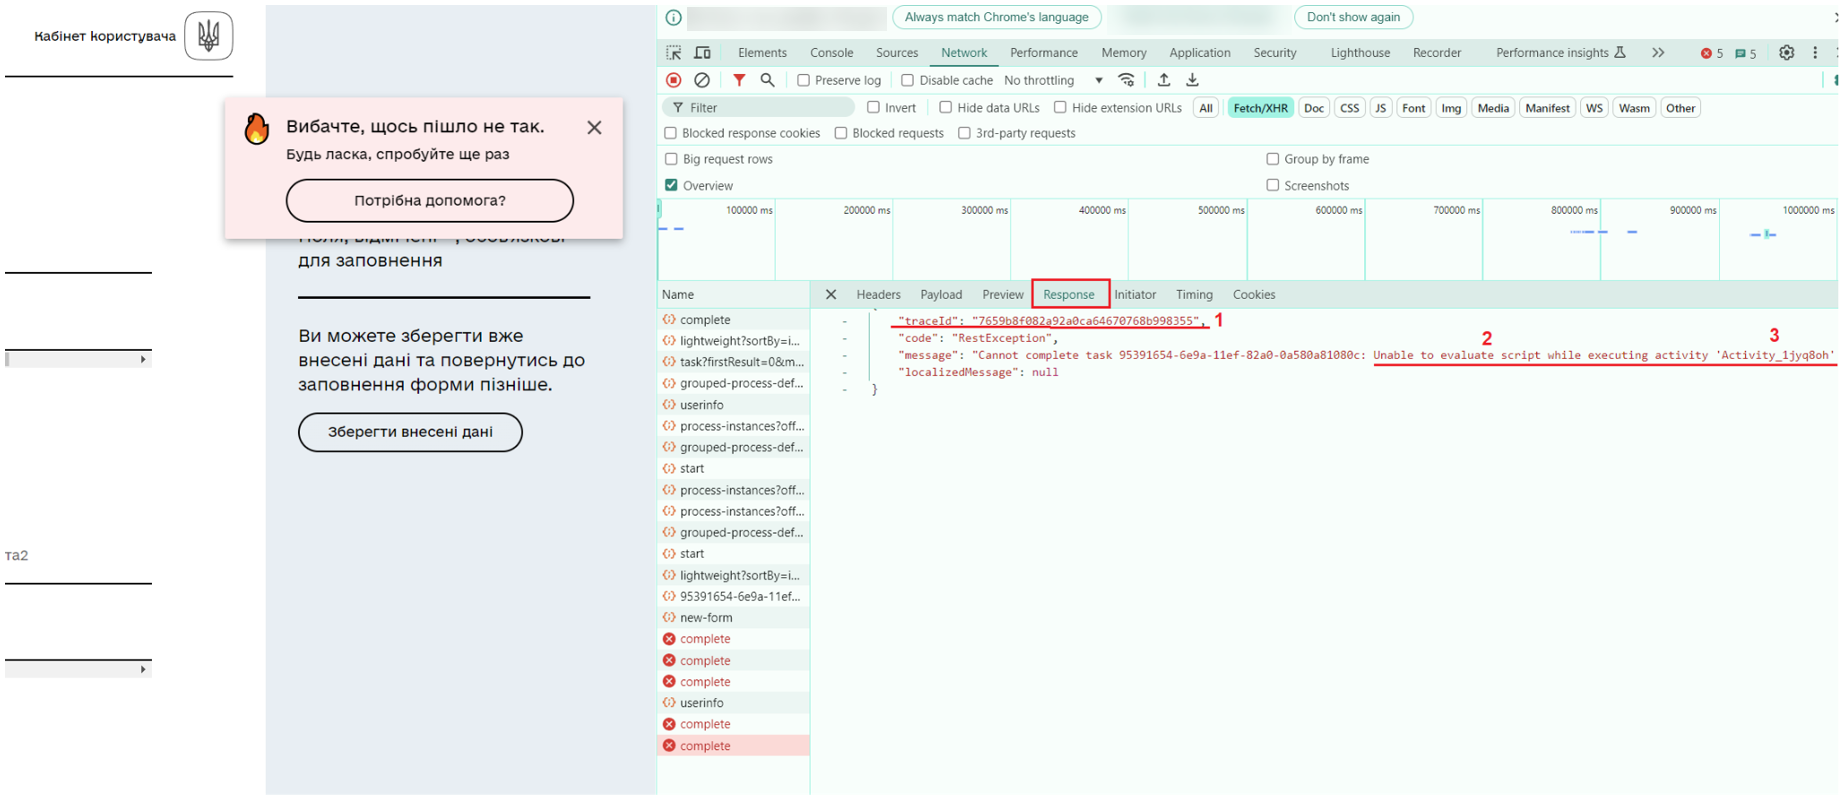 Кабінет користувача
Вибачте, щось пішло не так.
Будь ласка, спробуйте ще раз
Потрібна допомога?
для заповнення
Ви можете зберегти вже
внесені дані та повернутись до
заповнення форми пізніше.
Зберегти внесені дані
та2
Always match Chrome's language
Don't show again
Elements Console Sources Network Performance Memory Application Security Lighthouse Recorder Performance insights 5 5
Preserve log Disable cache No throttling
Filter Invert Hide data URLs Hide extension URLs All Fetch/XHR Doc CSS JS Font Img Media Manifest WS Wasm Other
Blocked response cookies Blocked requests 3rd-party requests
Big request rows Group by frame
Overview Screenshots
100000 ms 200000 ms 300000 ms 400000 ms 500000 ms 600000 ms 700000 ms 800000 ms 900000 ms 1000000 ms
Name Headers Payload Preview Response Initiator Timing Cookies
complete
lightweight?sortBy=i...
task?firstResult=0&m...
grouped-process-def...
userinfo
process-instances?off...
grouped-process-def...
start
process-instances?off...
process-instances?off...
grouped-process-def...
start
lightweight?sortBy=i...
95391654-6e9a-11ef...
new-form
complete
complete
complete
userinfo
complete
complete
"traceId": "7659b8f082a92a0ca64670768b998355", 1
"code": "RestException",
2 3
"message": "Cannot complete task 95391654-6e9a-11ef-82a0-0a580a81080c: Unable to evaluate script while executing activity 'Activity_1jyq8oh'
"localizedMessage": null
}